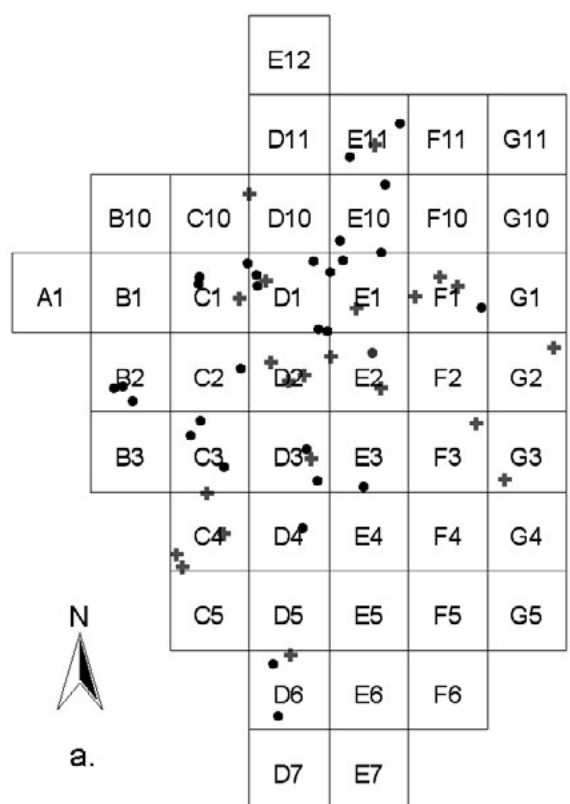 E12
D11 E11 F11 G11
B10 C10 D10 E10 F10 G10
A1 B1 C1 D1 E1 F1 G1
B2 C2 D2 E2 F2 G2
B3 C3 D3 E3 F3 G3
C4 D4 E4 F4 G4
C5 D5 E5 F5 G5
N
D6 E6 F6
a.
D7 E7